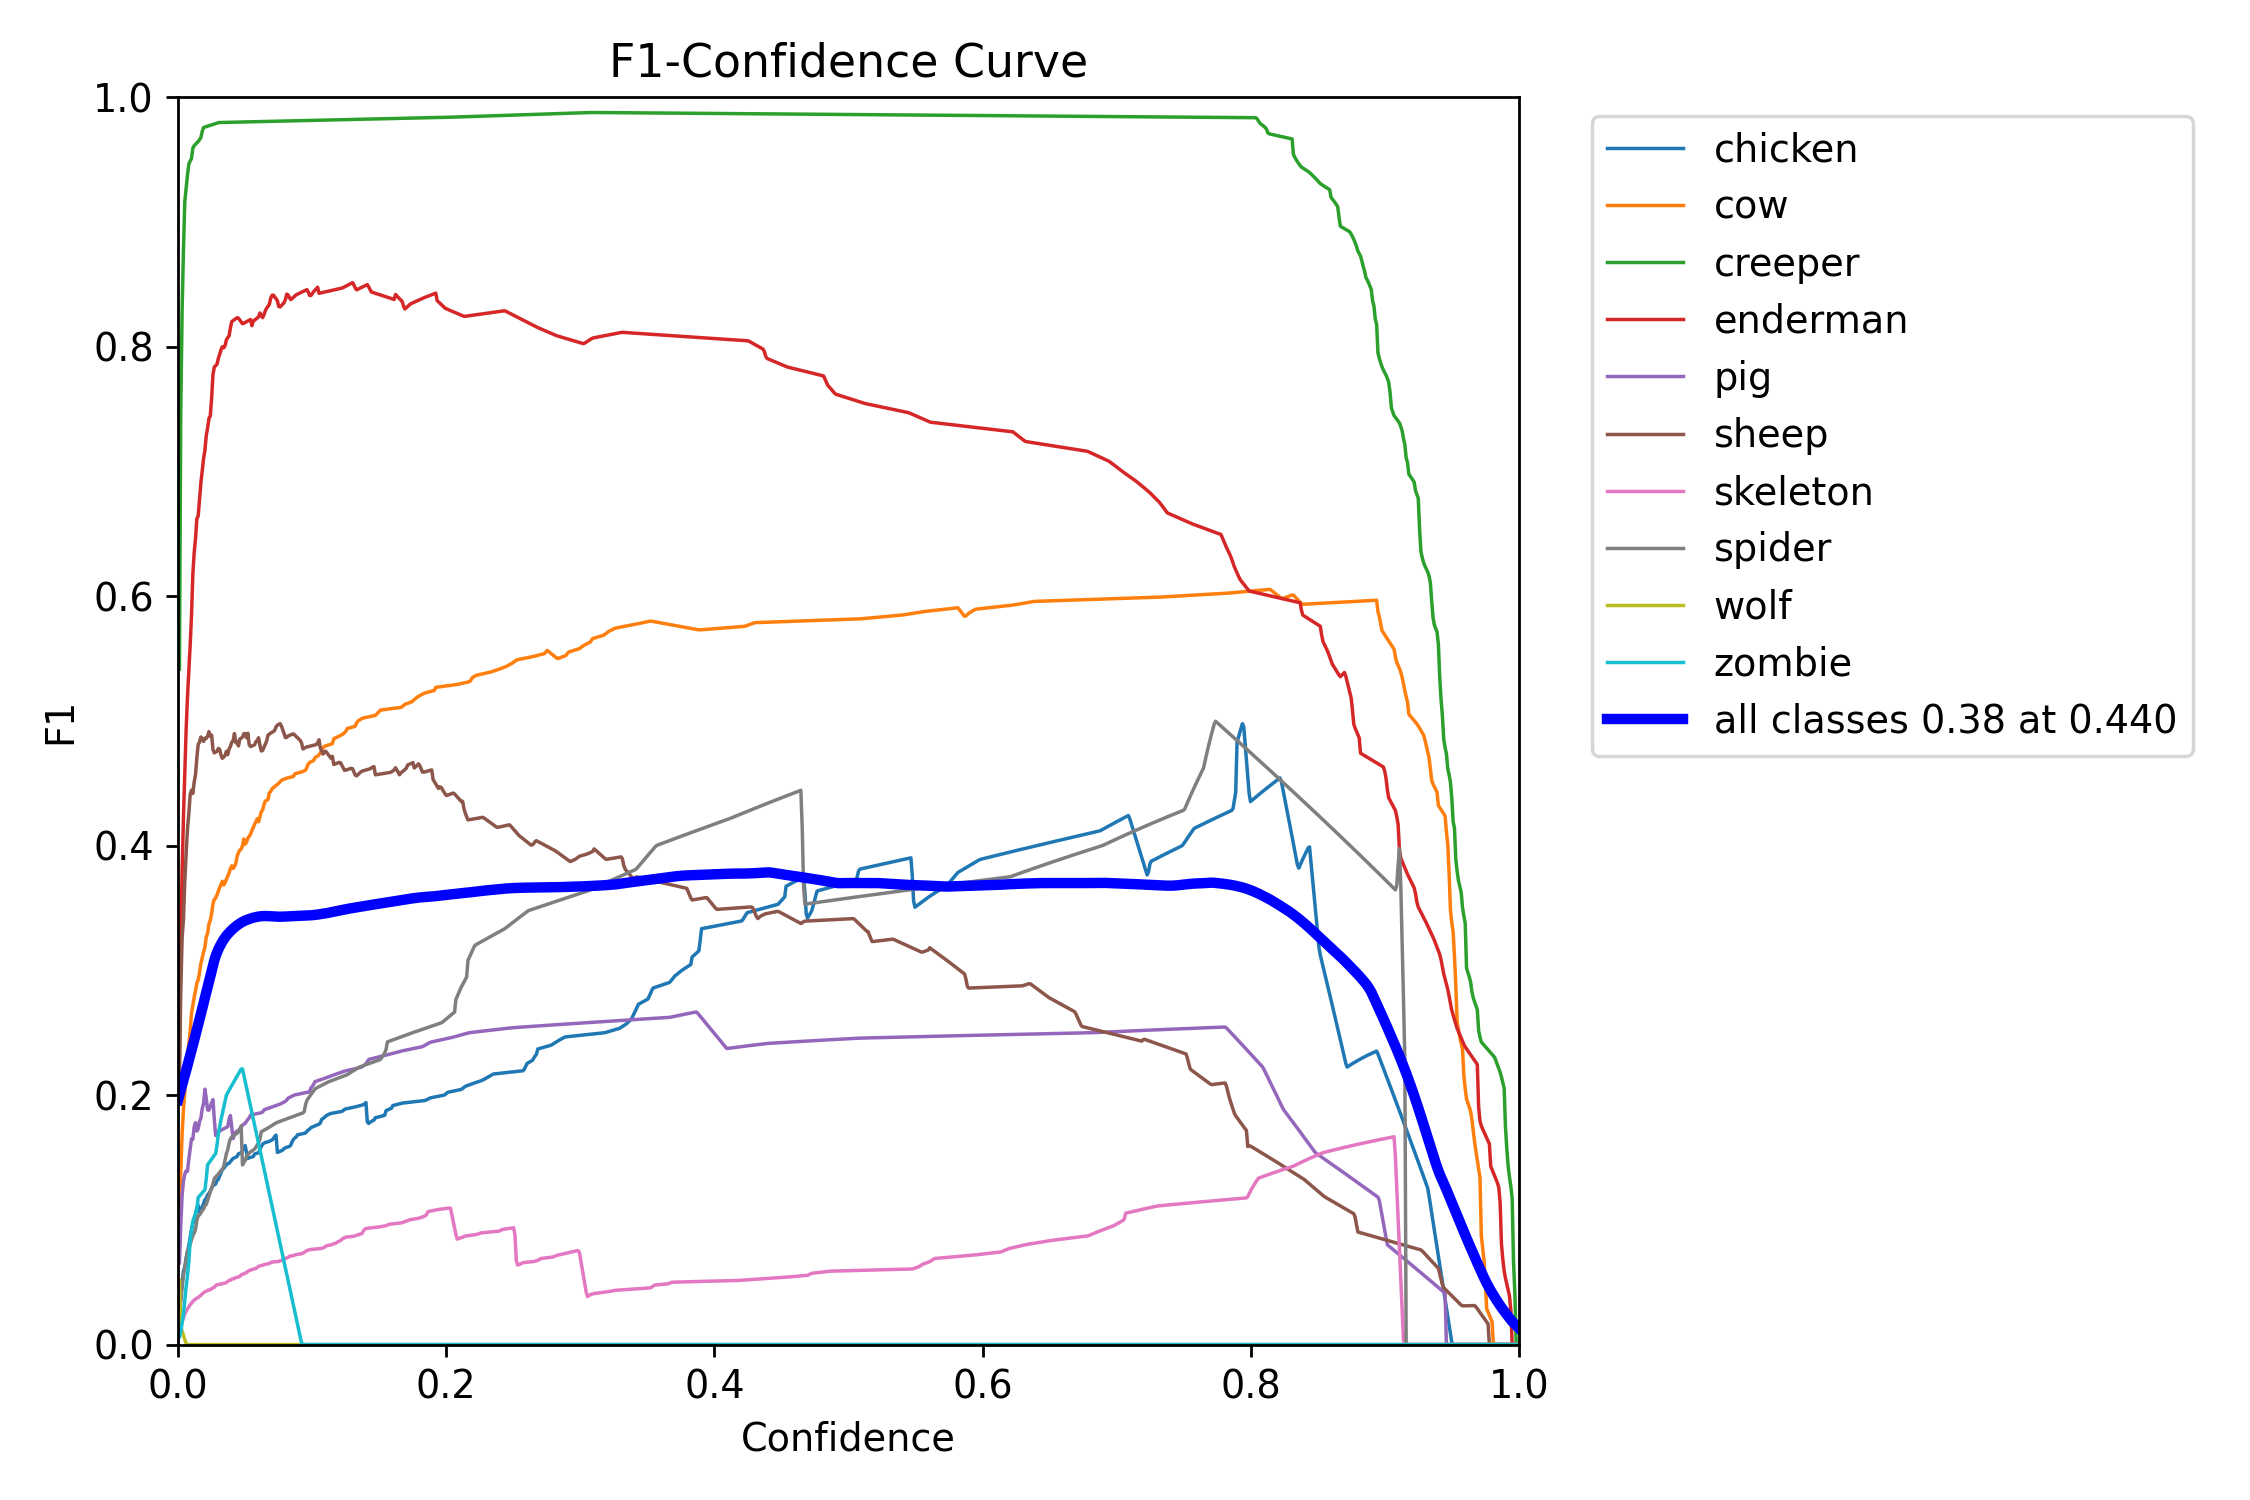 F1-Confidence Curve
1.0
0.8
0.6
0.4
0.2
0.0
F1
0.0 0.2 0.4 0.6 0.8 1.0
Confidence
chicken
cow
creeper
enderman
pig
sheep
skeleton
spider
wolf
zombie
all classes 0.38 at 0.440